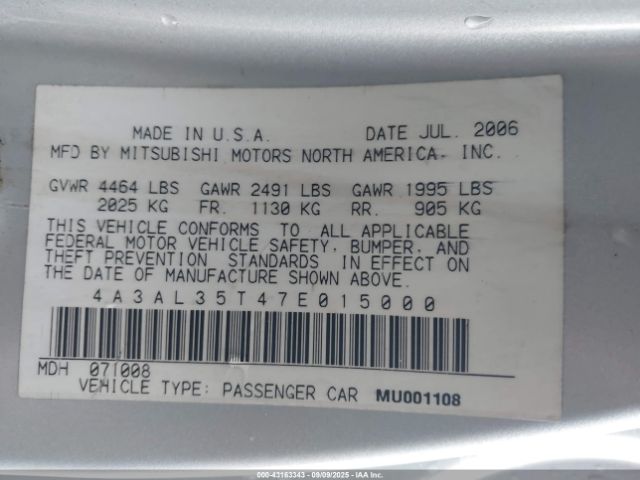 MADE IN U.S.A. DATE JUL. 2006
MFD BY MITSUBISHI MOTORS NORTH AMERICA, INC.
GVWR 4464 LBS GAWR 2491 LBS GAWR 1995 LBS
2025 KG FR. 1130 KG RR. 905 KG
THIS VEHICLE CONFORMS TO ALL APPLICABLE
FEDERAL MOTOR VEHICLE SAFETY, BUMPER, AND
THEFT PREVENTION STANDARDS IN EFFECT ON
THE DATE OF MANUFACTURE SHOWN ABOVE.
4A3AL35T47E015000
MDH 071008
VEHICLE TYPE: PASSENGER CAR MU001108
000-43163343 - 09/09/2025 - IAA Inc.